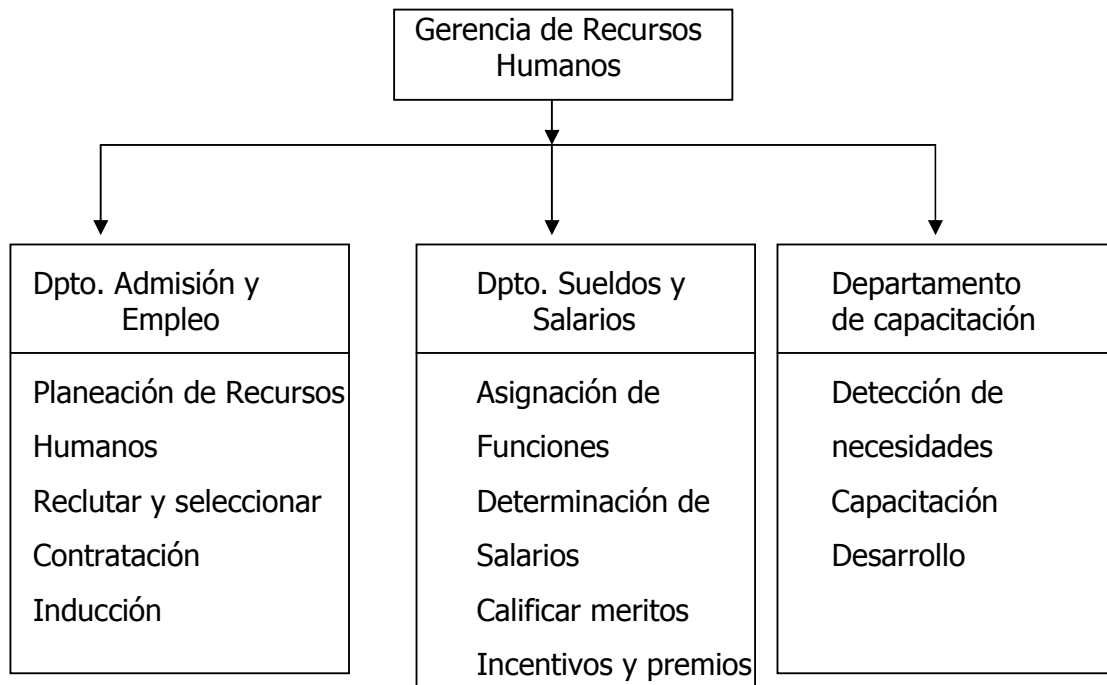 Gerencia de Recursos
Humanos
Dpto. Admisión y
Empleo
Planeación de Recursos
Humanos
Reclutar y seleccionar
Contratación
Inducción
Dpto. Sueldos y
Salarios
Asignación de
Funciones
Determinación de
Salarios
Calificar meritos
Incentivos y premios
Departamento
de capacitación
Detección de
necesidades
Capacitación
Desarrollo